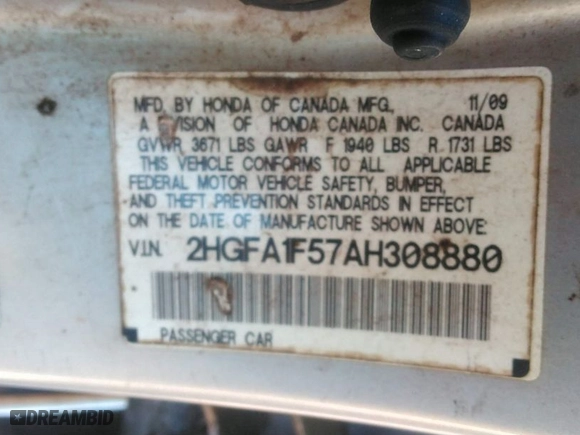 MFD. BY HONDA OF CANADA MFG., 11/09
A DIVISION OF HONDA CANADA INC. CANADA
GVWR 3671 LBS GAWR F 1940 LBS R 1731 LBS
THIS VEHICLE CONFORMS TO ALL APPLICABLE
FEDERAL MOTOR VEHICLE SAFETY, BUMPER,
AND THEFT PREVENTION STANDARDS IN EFFECT
ON THE DATE OF MANUFACTURE SHOWN ABOVE:
V.I.N. 2HGFA1F57AH308880
PASSENGER CAR
DREAMBID